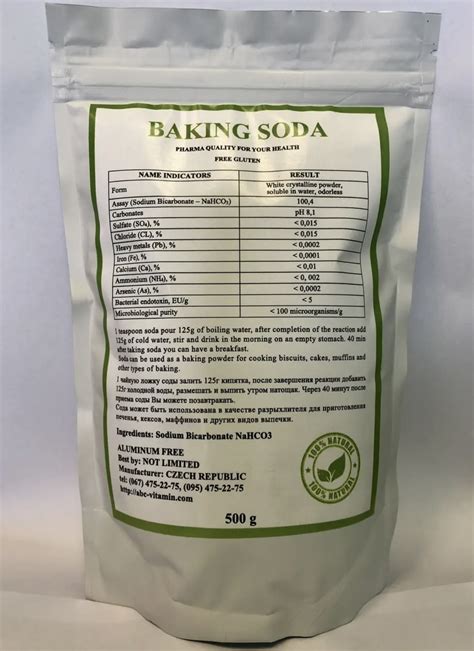 BAKING SODA
PHARMA QUALITY FOR YOUR HEALTH
FREE GLUTEN
NAME INDICATORS RESULT
Form White crystalline powder, soluble in water, odorless
Assay (Sodium Bicarbonate – NaHCO₃) 100,4
Carbonates pH 8,1
Sulfate (SO₄), % < 0,015
Chloride (CL), % < 0,015
Heavy metals (Pb), % < 0,0002
Iron (Fe), % < 0,0001
Calcium (Ca), % < 0,01
Ammonium (NH₄), % < 0, 002
Arsenic (As), % < 0,0002
Bacterial endotoxin, EU/g < 5
Microbiological purity < 100 microorganisms/g
1 teaspoon soda pour 125g of boiling water, after completion of the reaction add
125g of cold water, stir and drink in the morning on an empty stomach. 40 min
after taking soda you can have a breakfast.
Soda can be used as a baking powder for cooking biscuits, cakes, muffins and
other types of baking.
1 чайную ложку соды залить 125г кипятка, после завершения реакции добавить
125г холодной воды, размешать и выпить утром натощак. Через 40 минут после
приема соды Вы можете позавтракать.
Сода может быть использована в качестве разрыхлителя для приготовления
печенья, кексов, маффинов и других видов выпечки.
Ingredients: Sodium Bicarbonate NaHCO3
ALUMINUM FREE
Best by: NOT LIMITED
Manufacturer: CZECH REPUBLIC
tel: (067) 475-22-75, (095) 475-22-75
http://abc-vitamin.com
100% NATURAL
100% NATURAL
500 g